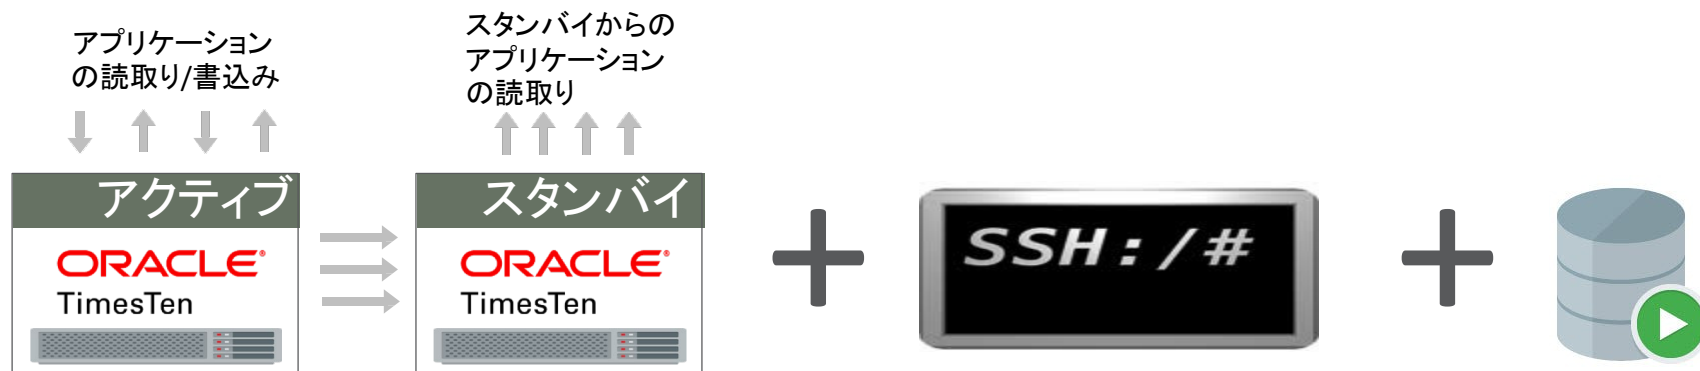 アプリケーション
の読取り/書込み
スタンバイからの
アプリケーション
の読取り
アクティブ
ORACLE®
TimesTen
スタンバイ
ORACLE®
TimesTen
SSH:/#